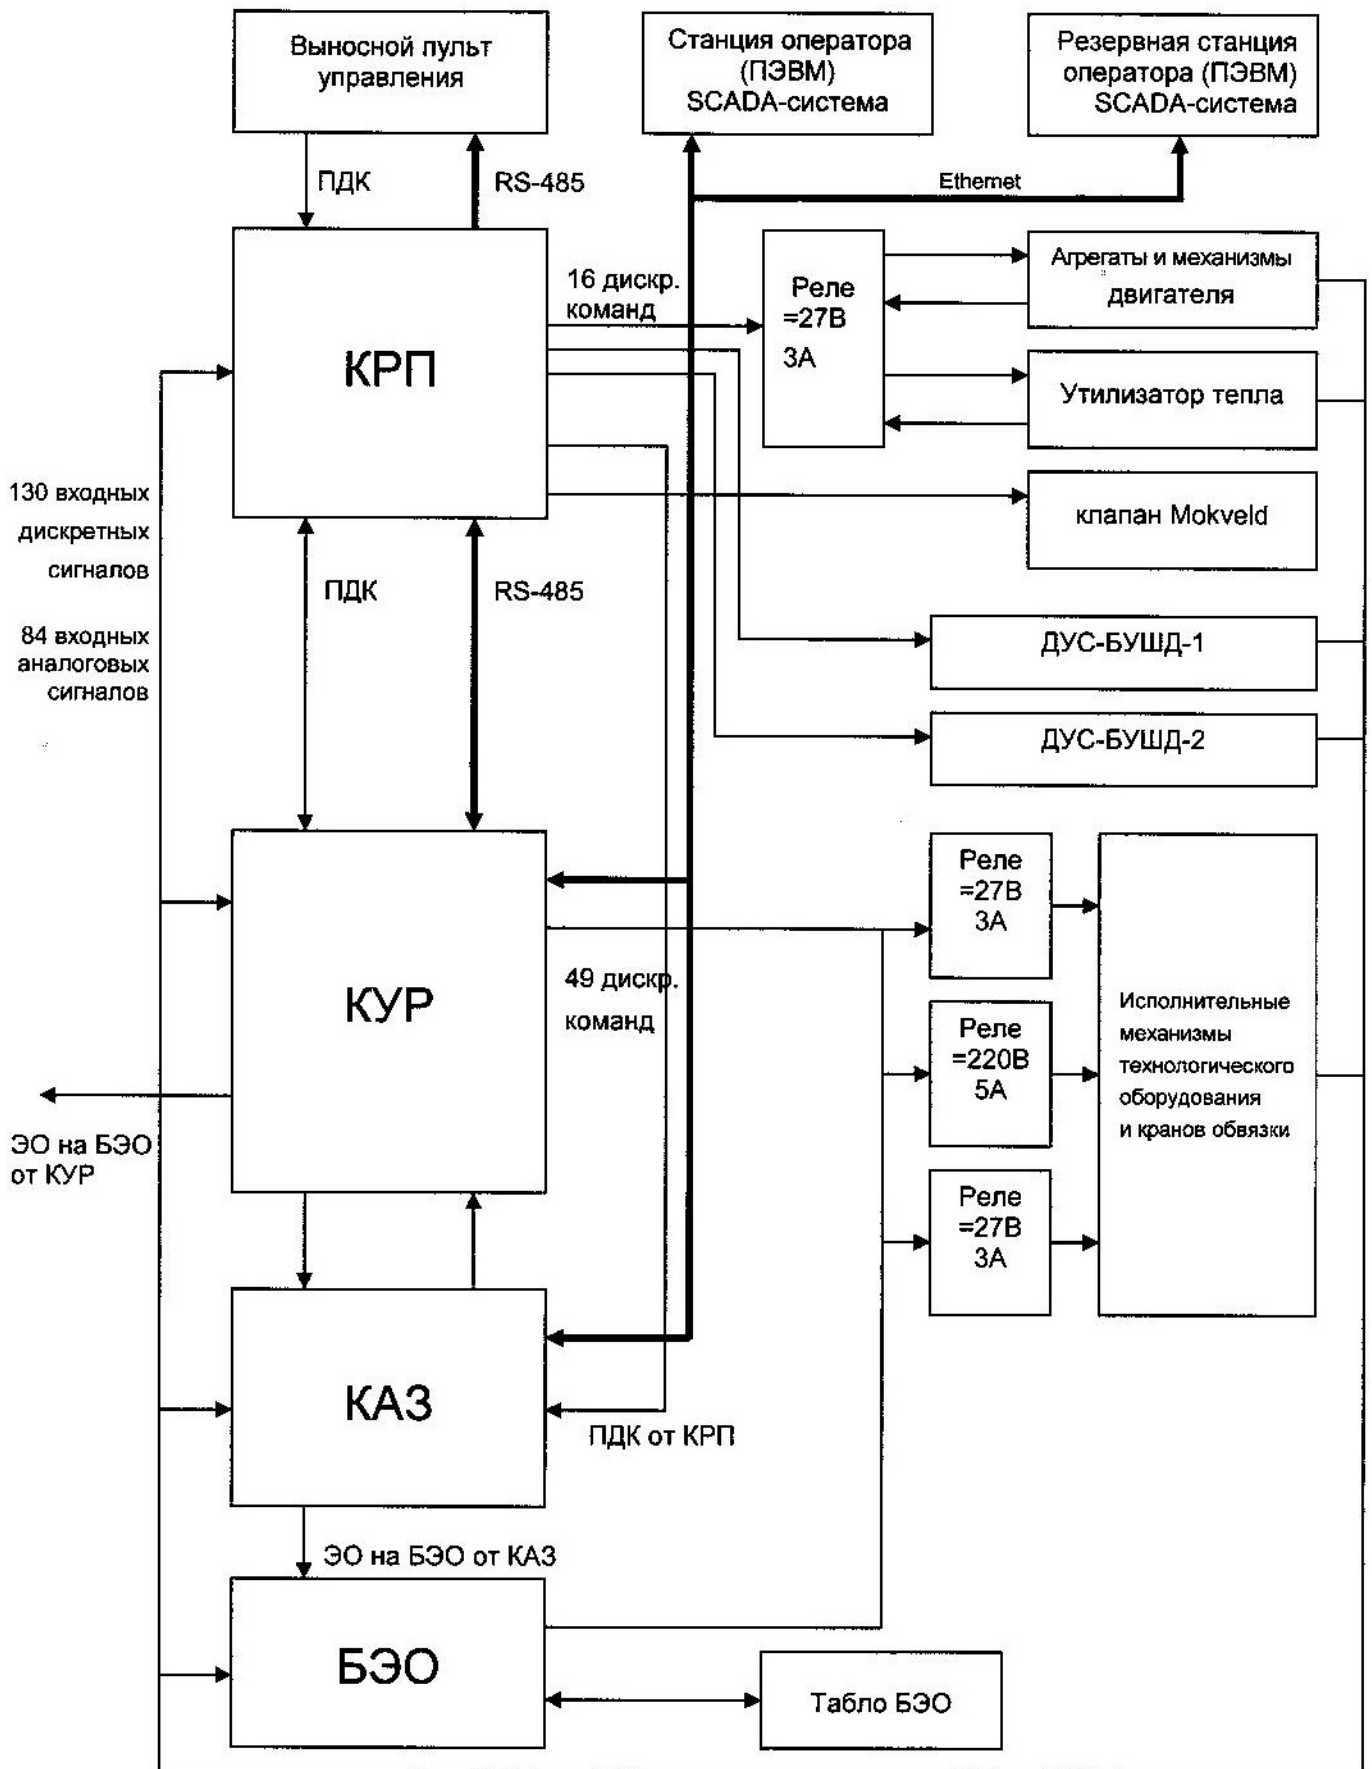 Выносной пульт
управления
Станция оператора
(ПЭВМ)
SCADA-система
Резервная станция
оператора (ПЭВМ)
SCADA-система
ПДК
RS-485
Ethernet
КРП
16 дискр.
команд
Реле
=27В
3А
Агрегаты и механизмы
двигателя
Утилизатор тепла
клапан Mokveld
130 входных
дискретных
сигналов
84 входных
аналоговых
сигналов
ПДК
RS-485
ДУС-БУШД-1
ДУС-БУШД-2
КУР
49 дискр.
команд
Реле
=27В
3А
Реле
=220В
5А
Реле
=27В
3А
Исполнительные
механизмы
технологического
оборудования
и кранов обвязки
ЭО на БЭО
от КУР
КАЗ
ПДК от КРП
ЭО на БЭО от КАЗ
БЭО
Табло БЭО